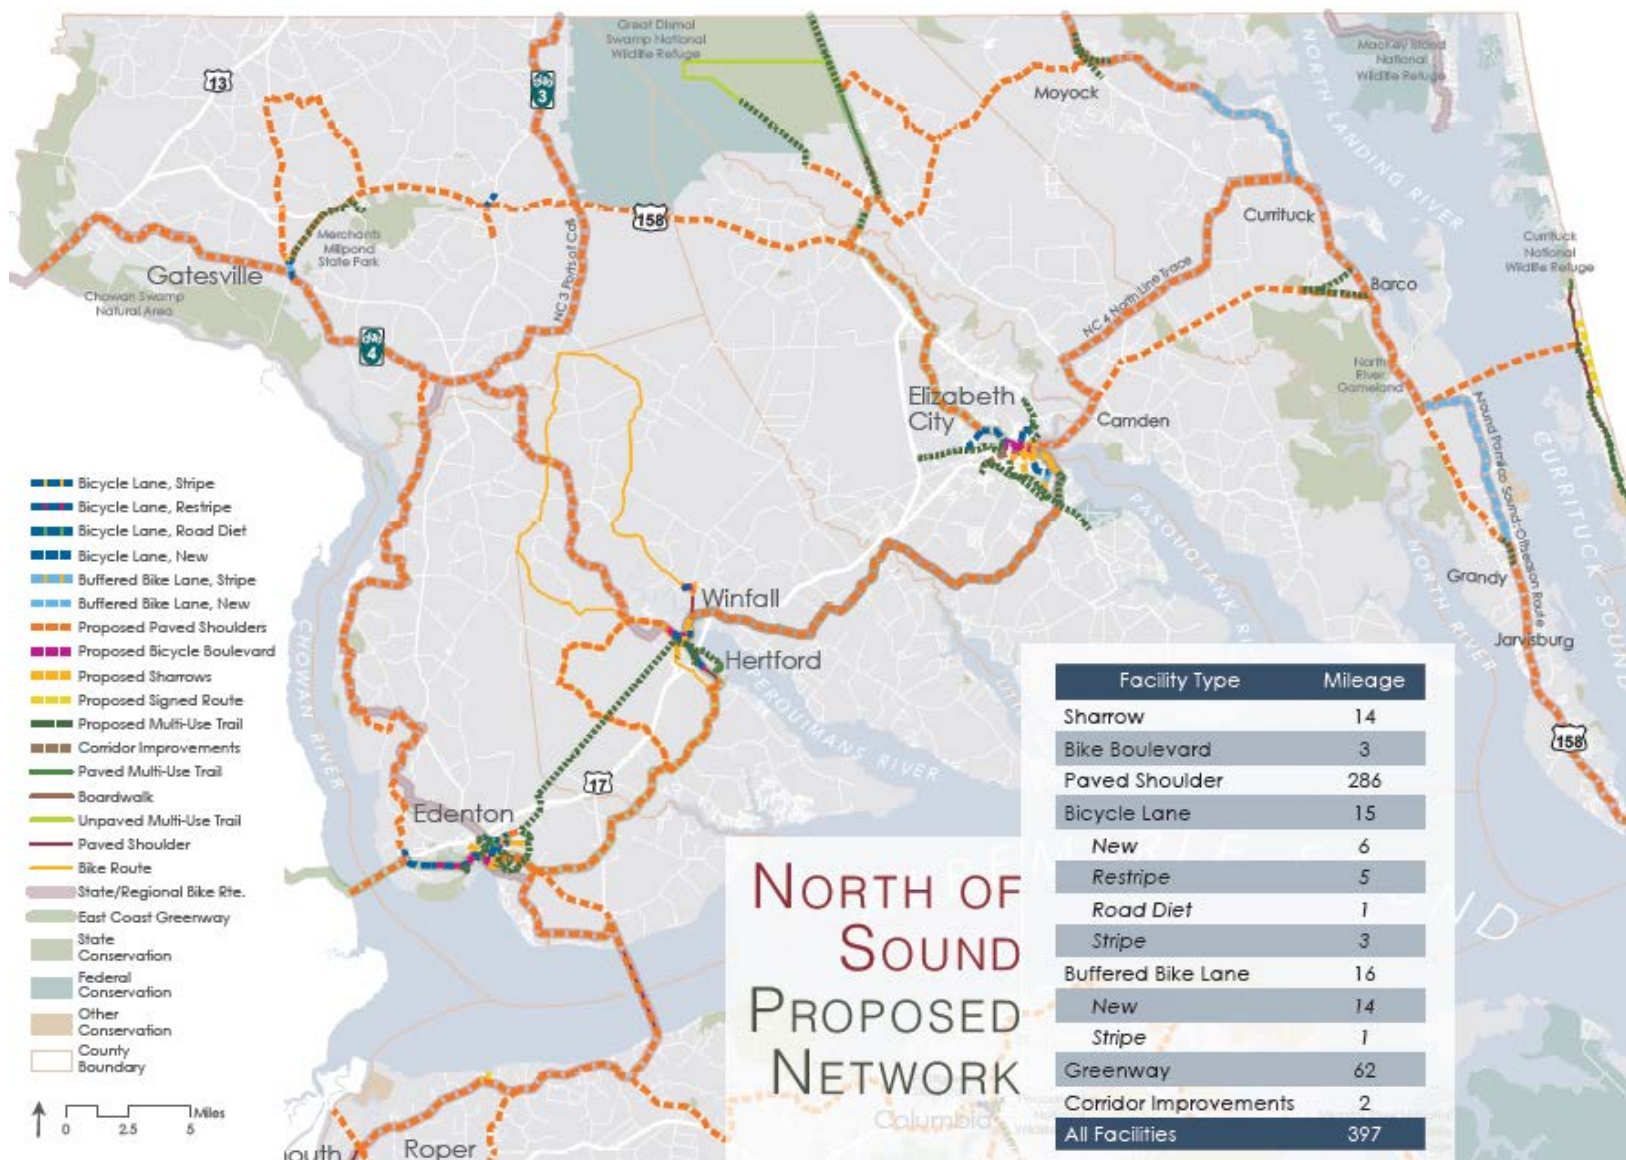 Great Dismal
Swamp National
Wildlife Refuge
MacKay Island
National
Wildlife Refuge
13
3
Moyock
NORTH LANDING RIVER
158
Currituck
Merchants
Millpond
State Park
Gatesville
Chowan Swamp
Natural Area
NC 3 Ports of Call
Currituck
National
Wildlife Refuge
Barco
NC 4 North Line Trace
4
North
River
Gameland
Elizabeth
City
Camden
Around Pamlico Sound: Offseason Route
CURRITUCK SOUND
PASQUOTANK RI
NORTH RIVER
Grandy
Winfall
Jarvisburg
Hertford
PERQUIMANS RIVER
CHOWAN RIVER
158
17
Edenton
Bicycle Lane, Stripe
Bicycle Lane, Restripe
Bicycle Lane, Road Diet
Bicycle Lane, New
Buffered Bike Lane, Stripe
Buffered Bike Lane, New
Proposed Paved Shoulders
Proposed Bicycle Boulevard
Proposed Sharrows
Proposed Signed Route
Proposed Multi-Use Trail
Corridor Improvements
Paved Multi-Use Trail
Boardwalk
Unpaved Multi-Use Trail
Paved Shoulder
Bike Route
State/Regional Bike Rte.
East Coast Greenway
State
Conservation
Federal
Conservation
Other
Conservation
County
Boundary
Miles
0 2.5 5
NORTH OF
SOUND
PROPOSED
NETWORK
Facility Type Mileage
Sharrow 14
Bike Boulevard 3
Paved Shoulder 286
Bicycle Lane 15
New 6
Restripe 5
Road Diet 1
Stripe 3
Buffered Bike Lane 16
New 14
Stripe 1
Greenway 62
Corridor Improvements 2
All Facilities 397
Columbia
Roper
outh